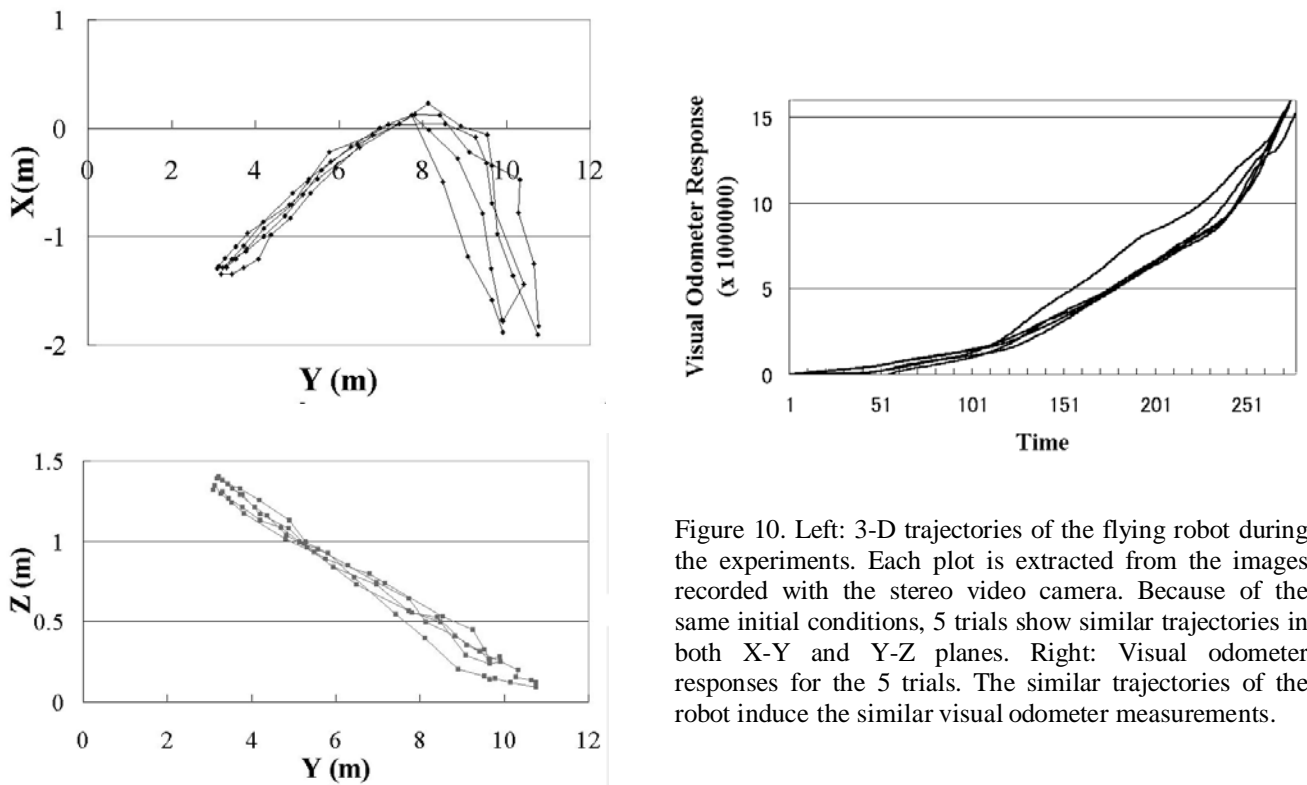 1
0
-1
-2
X(m)
0 2 4 6 8 10 12
Y (m)
1.5
1
0.5
0
Z (m)
0 2 4 6 8 10 12
Y (m)
15
10
5
0
Visual Odometer Response
(x 1000000)
1 51 101 151 201 251
Time
Figure 10. Left: 3-D trajectories of the flying robot during
the experiments. Each plot is extracted from the images
recorded with the stereo video camera. Because of the
same initial conditions, 5 trials show similar trajectories in
both X-Y and Y-Z planes. Right: Visual odometer
responses for the 5 trials. The similar trajectories of the
robot induce the similar visual odometer measurements.